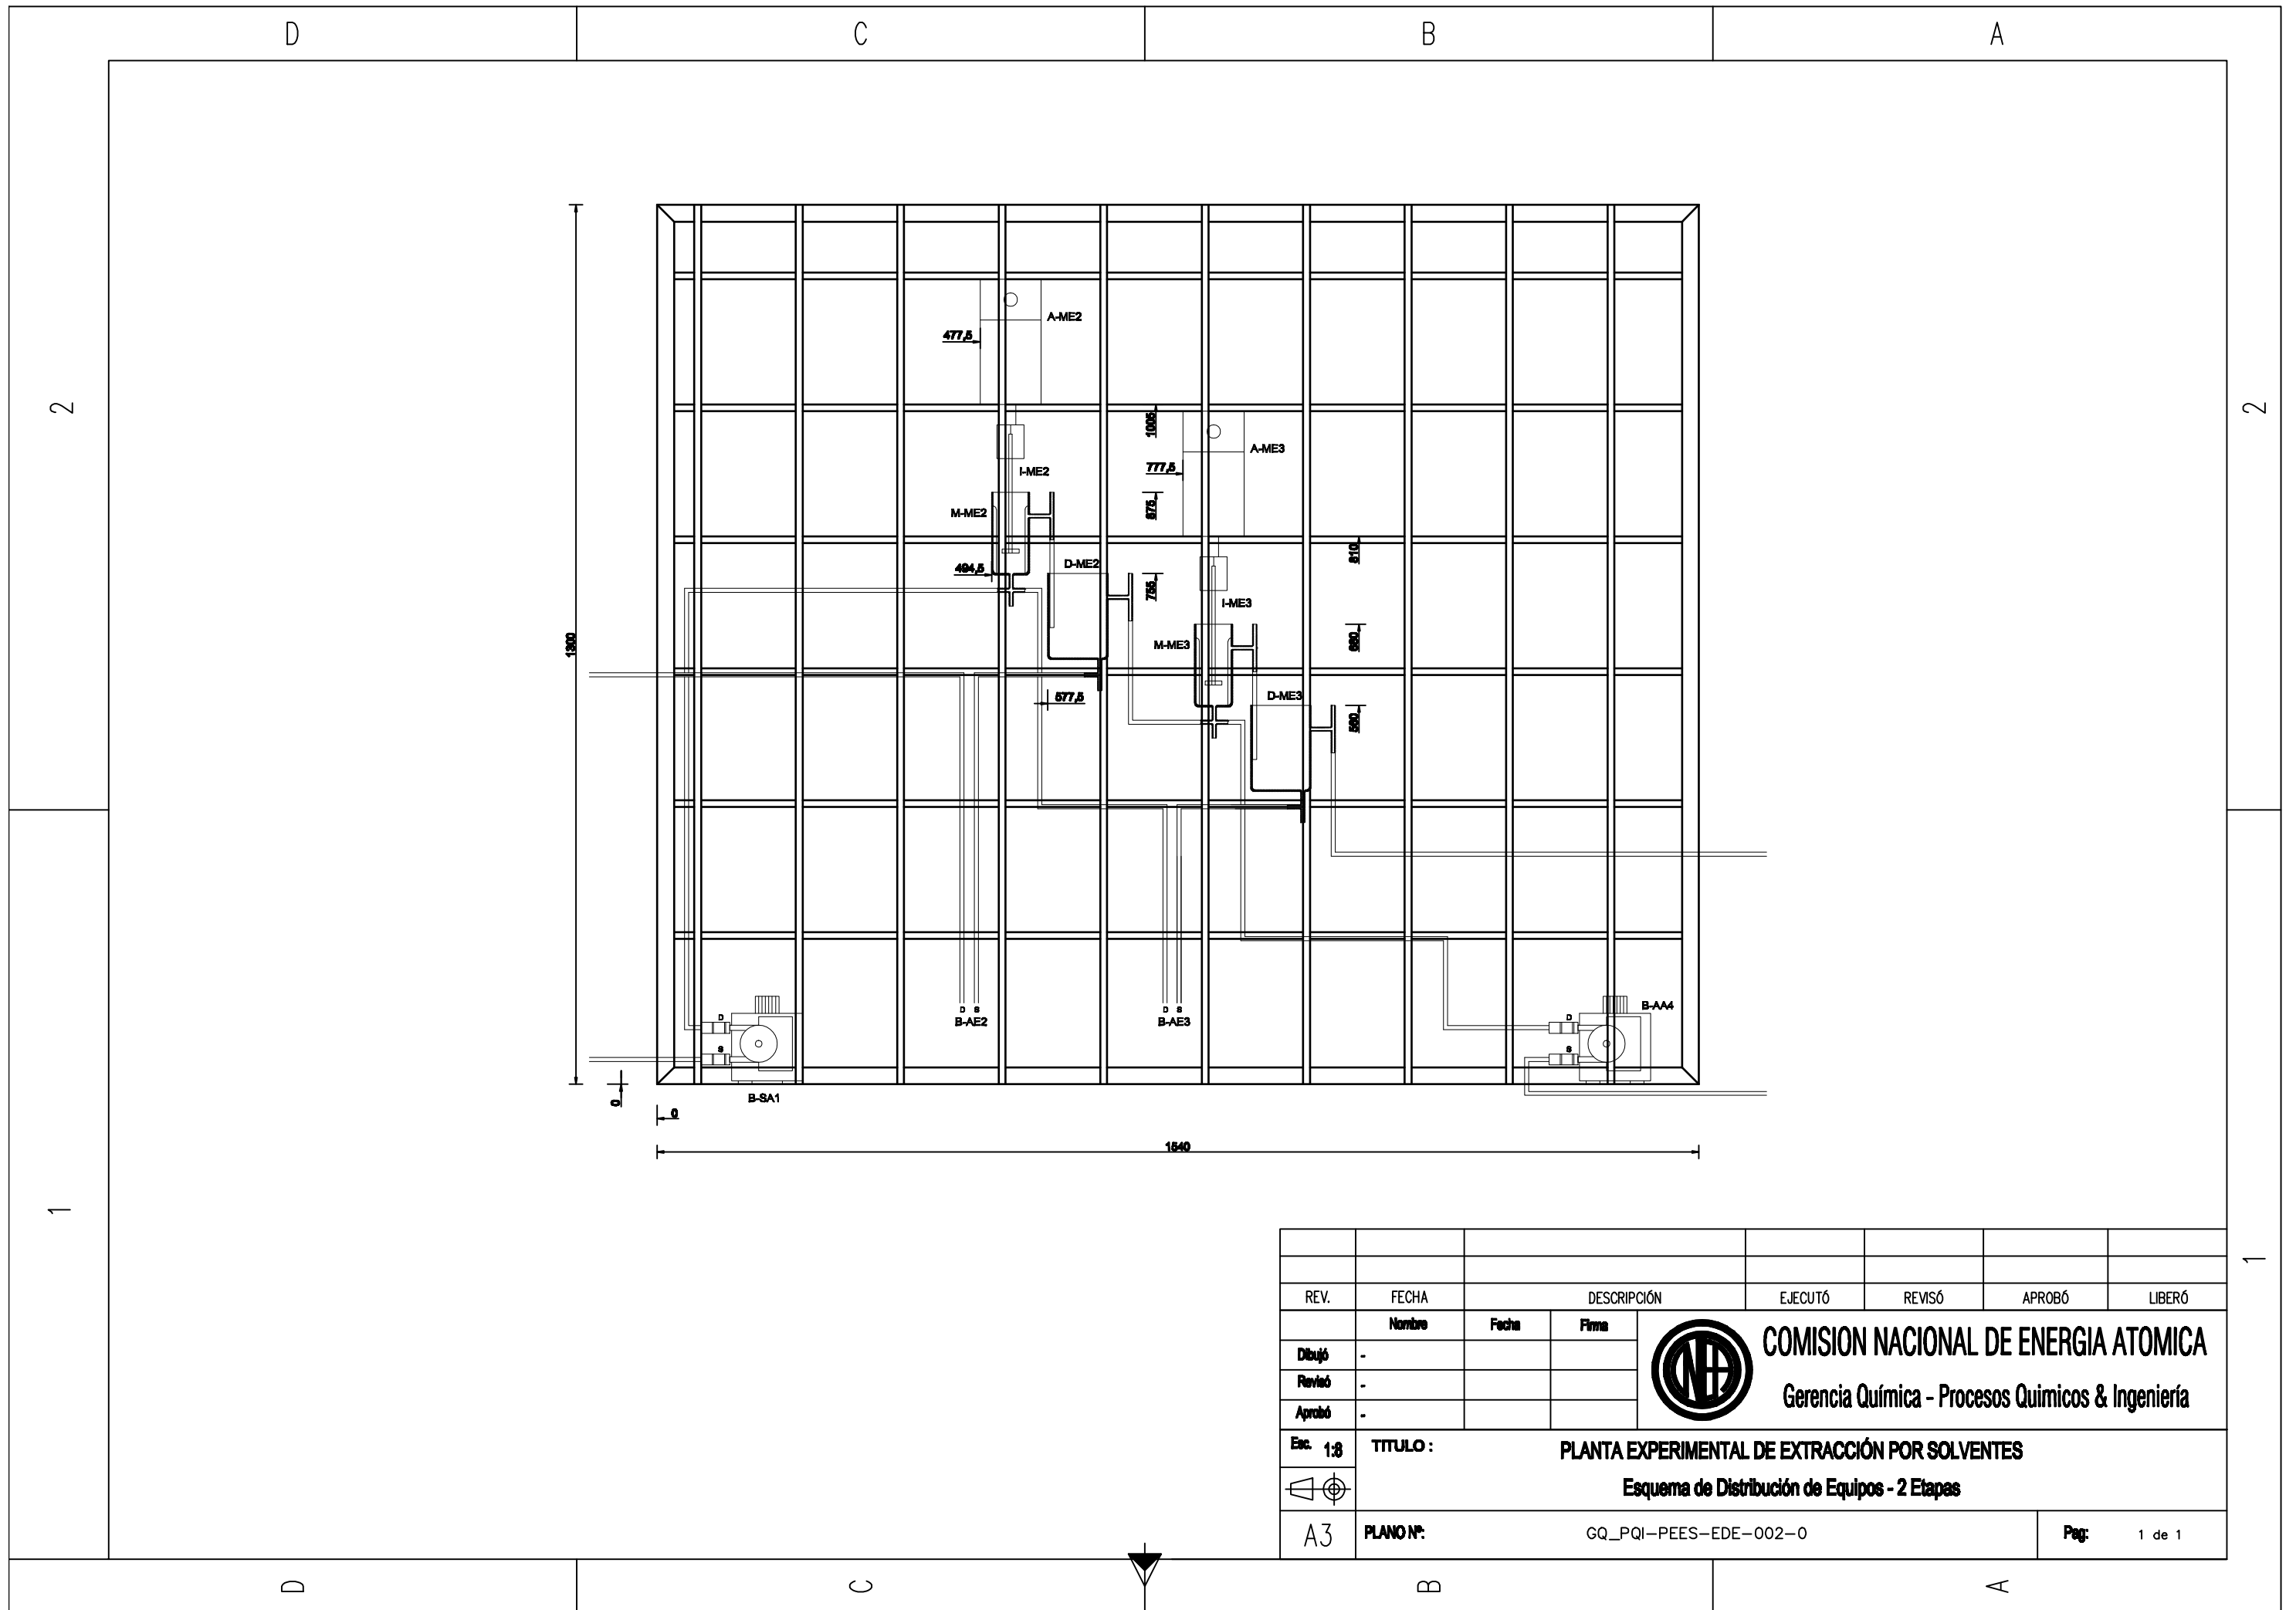 D C B A
2 2
A-ME2
477,5
1005
A-ME3
777,5
I-ME2
M-ME2
875
494,5
D-ME2
755
810
I-ME3
M-ME3
680
1300
577,5
D-ME3
560
D S
B-AE2
D S
B-AE3
D
S
B-SA1
D
S
B-AA4
0
0
1540
1 1
REV. FECHA DESCRIPCIÓN EJECUTÓ REVISÓ APROBÓ LIBERÓ
Nombre Fecha Firma
Dibujó -
Revisó -
Aprobó -
COMISION NACIONAL DE ENERGIA ATOMICA
Gerencia Química - Procesos Quimicos & Ingeniería
Esc. 1:8
TITULO : PLANTA EXPERIMENTAL DE EXTRACCIÓN POR SOLVENTES
Esquema de Distribución de Equipos - 2 Etapas
A3 PLANO Nº: GQ_PQI-PEES-EDE-002-0 Pag: 1 de 1
D C B A